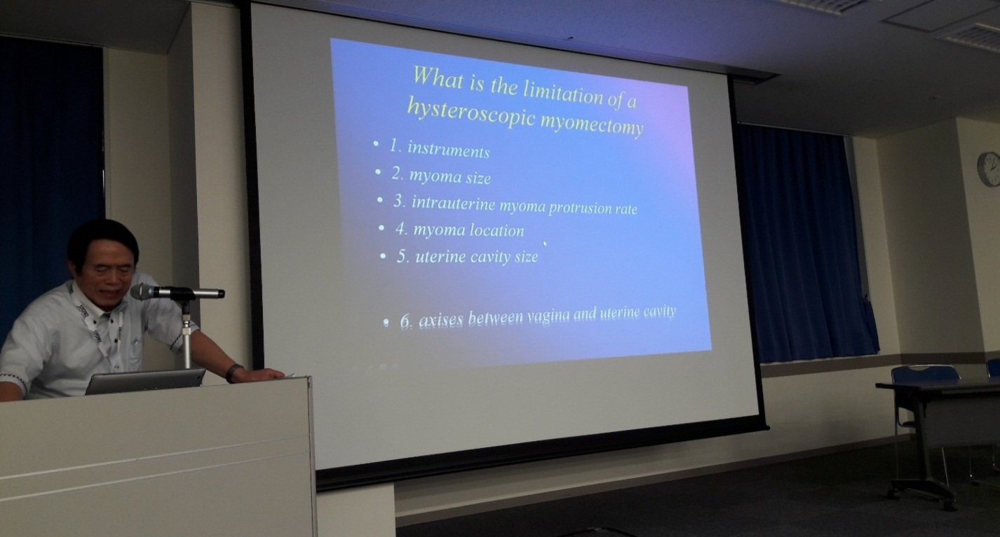 What is the limitation of a
hysteroscopic myomectomy
• 1. instruments
• 2. myoma size
• 3. intrauterine myoma protrusion rate
• 4. myoma location
• 5. uterine cavity size
• 6. axises between vagina and uterine cavity